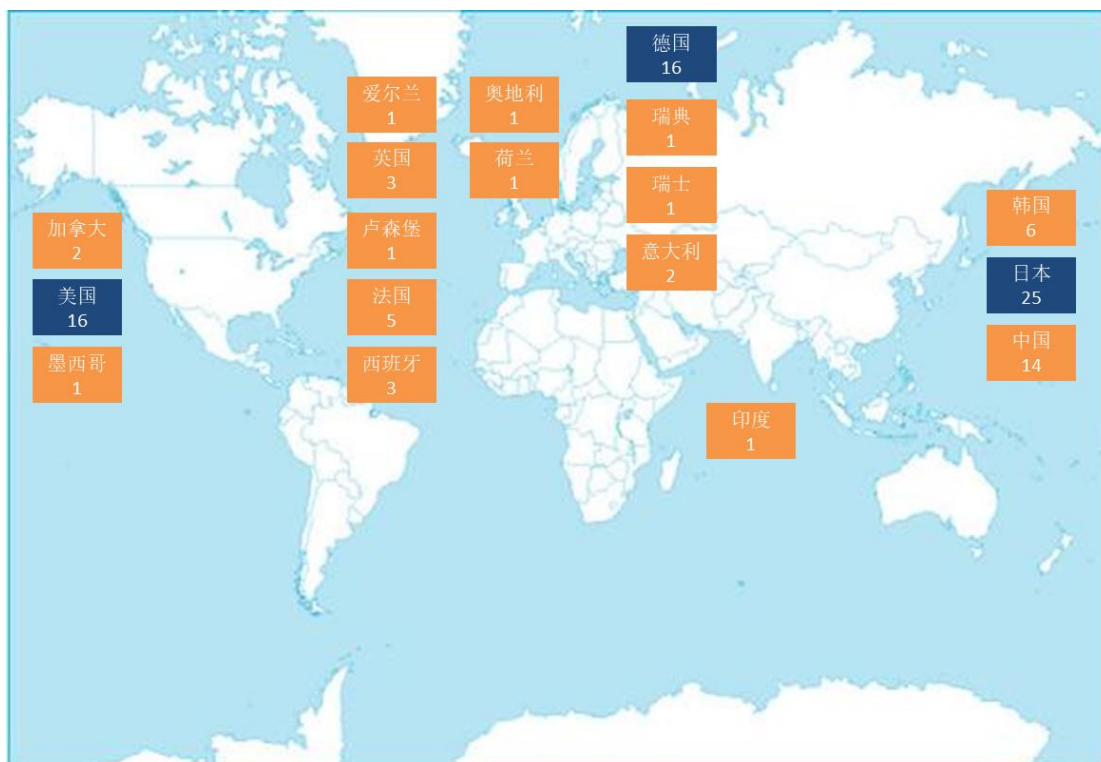 德国
16
爱尔兰
1
奥地利
1
瑞典
1
英国
3
荷兰
1
瑞士
1
韩国
6
加拿大
2
卢森堡
1
意大利
2
日本
25
美国
16
法国
5
中国
14
墨西哥
1
西班牙
3
印度
1